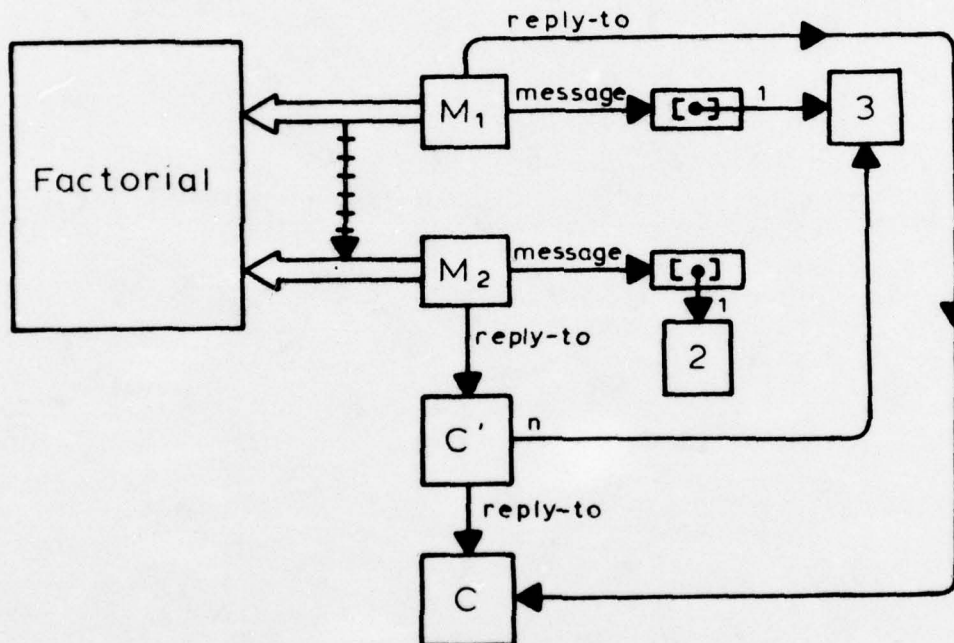 reply-to
M1
message
[•]
1
3
Factorial
M2
message
[•]
1
2
reply-to
C'
n
reply-to
C